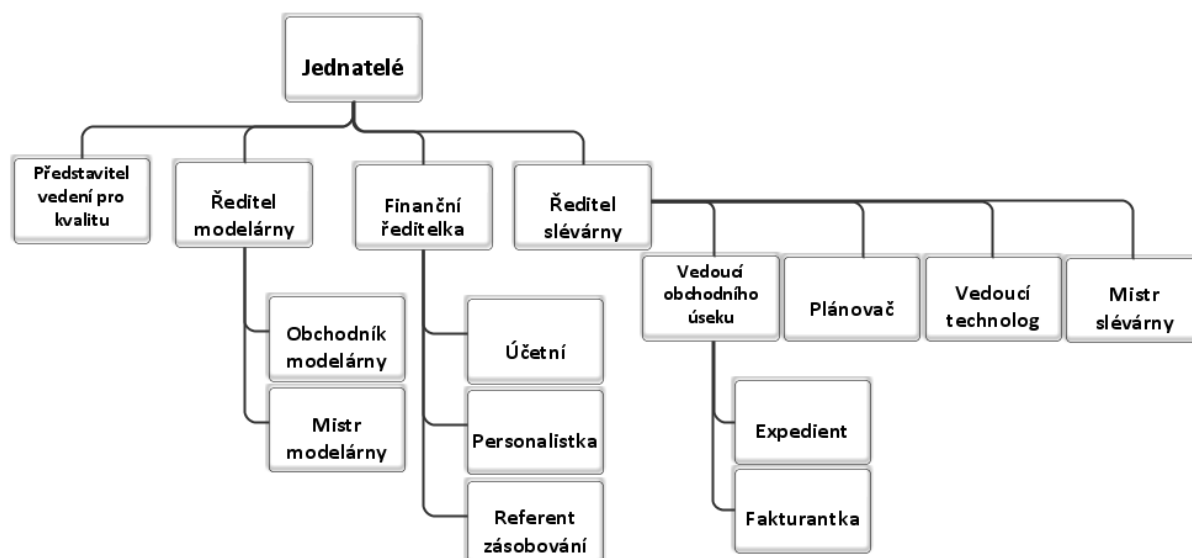 Jednatelé
Představitel
vedení pro
kvalitu
Ředitel
modelárny
Finanční
ředitelka
Ředitel
slévárny
Vedoucí
obchodního
úseku
Plánovač
Vedoucí
technolog
Mistr
slévárny
Obchodník
modelárny
Mistr
modelárny
Účetní
Personalistka
Referent
zásobování
Expedient
Fakturantka